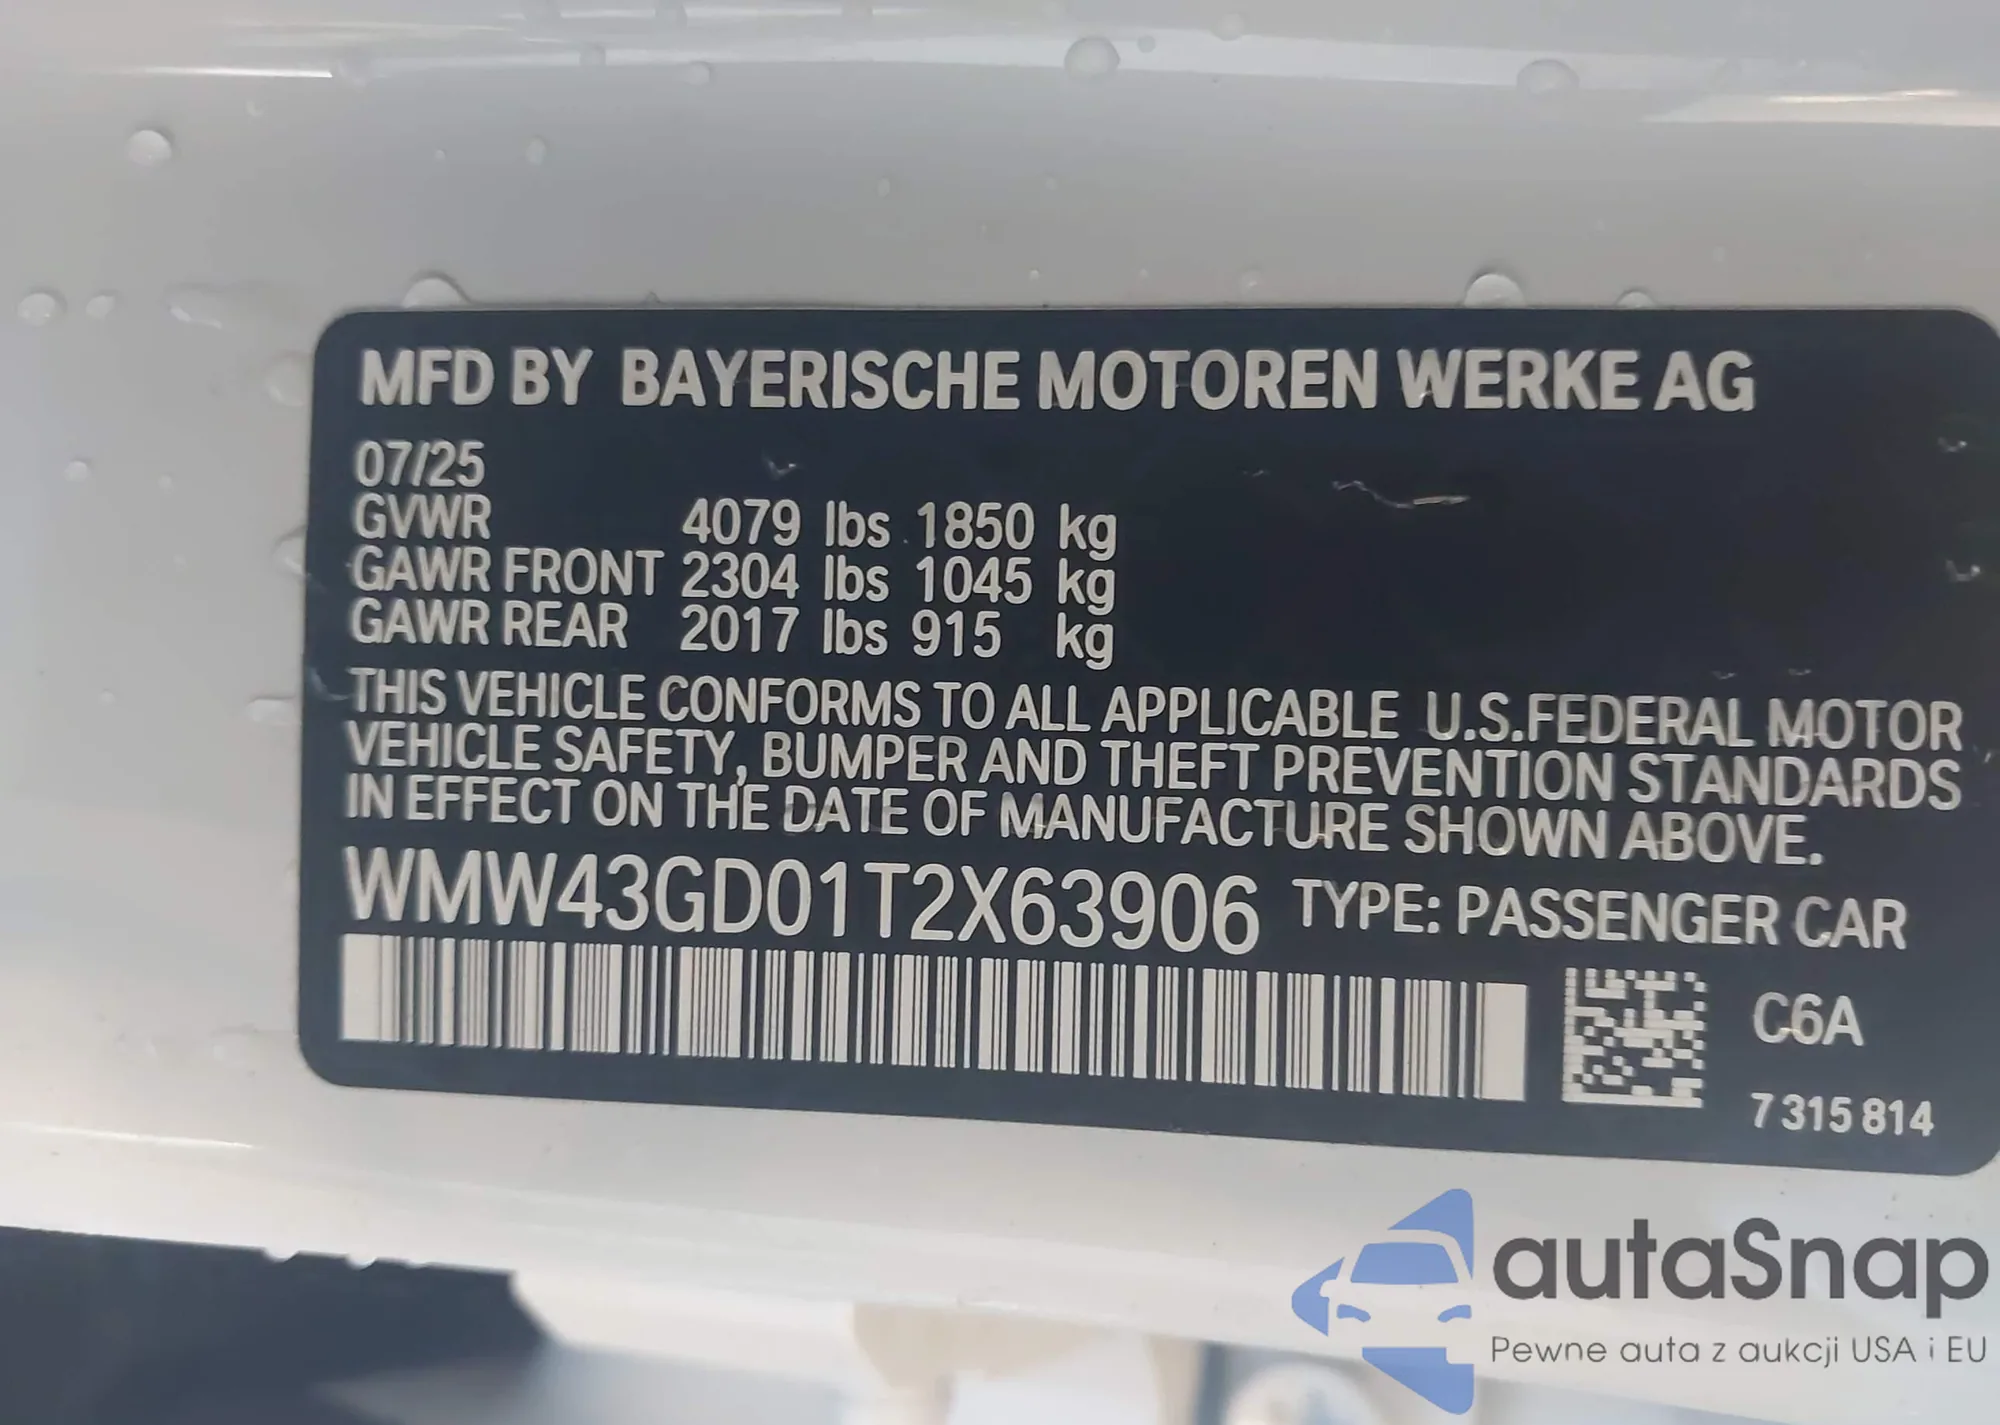 MFD BY BAYERISCHE MOTOREN WERKE AG
07/25
GVWR 4079 lbs 1850 kg
GAWR FRONT 2304 lbs 1045 kg
GAWR REAR 2017 lbs 915 kg
THIS VEHICLE CONFORMS TO ALL APPLICABLE U.S.FEDERAL MOTOR
VEHICLE SAFETY, BUMPER AND THEFT PREVENTION STANDARDS
IN EFFECT ON THE DATE OF MANUFACTURE SHOWN ABOVE.
WMW43GD01T2X63906 TYPE: PASSENGER CAR
C6A
7 315 814
autaSnap
Pewne auta z aukcji USA i EU